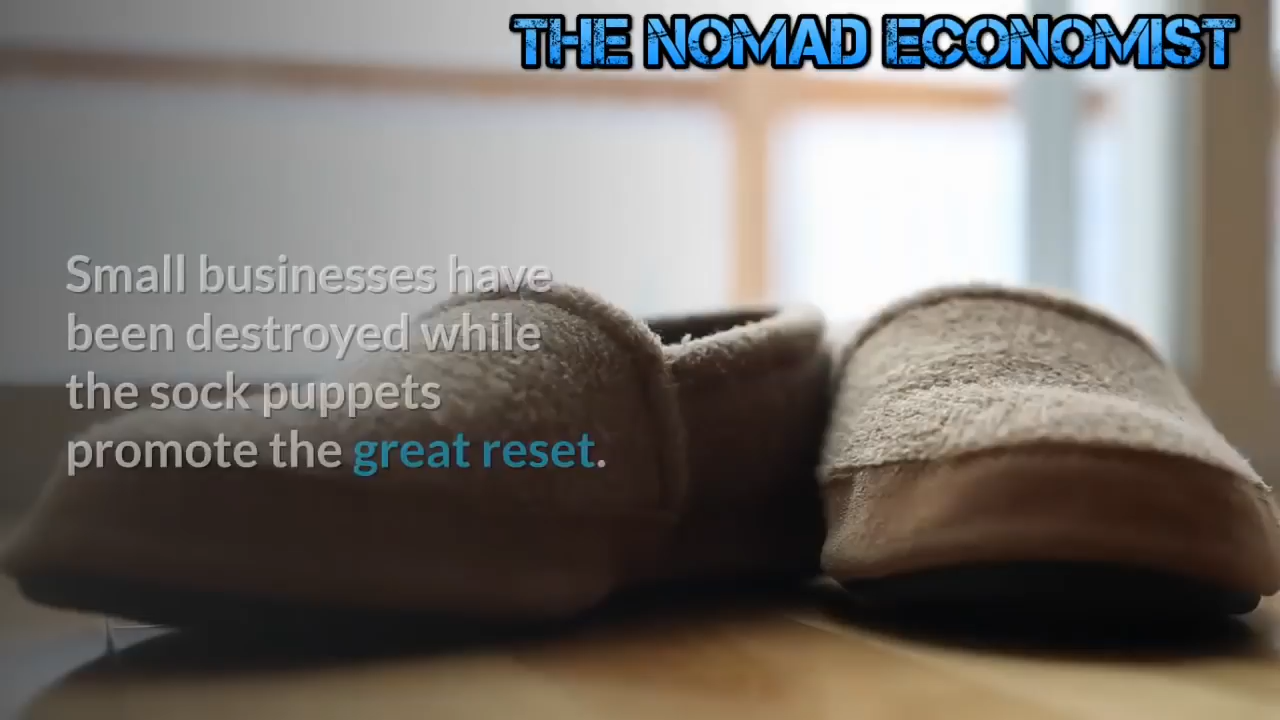 THE NOMAD ECONOMIST
Small businesses have
been destroyed while
the sock puppets
promote the great reset.